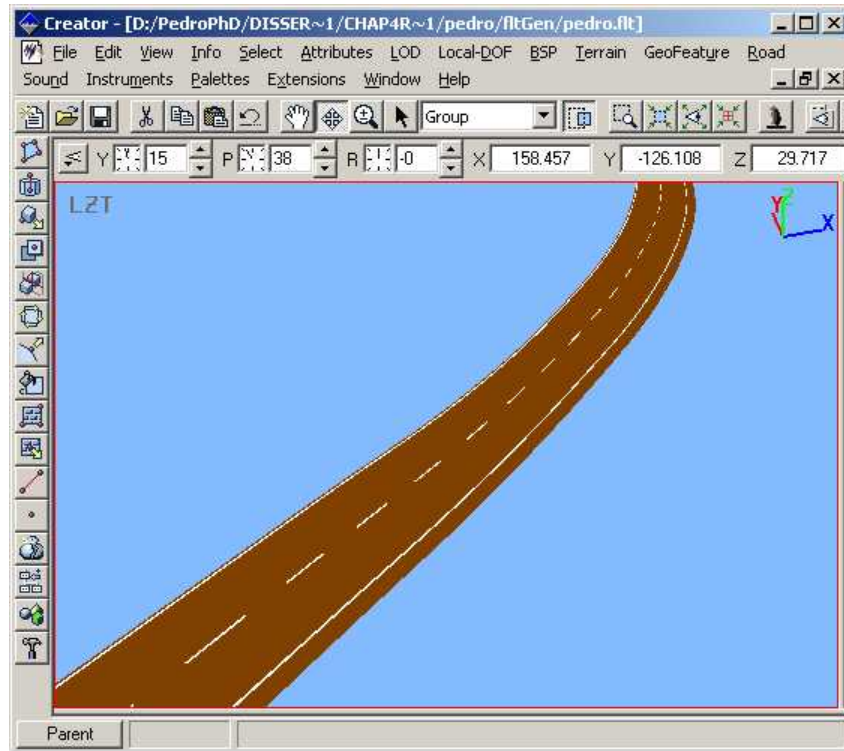 Creator - [D:/PedroPhD/DISSER~1/CHAP4R~1/pedro/fltGen/pedro.flt]
File Edit View Info Select Attributes LOD Local-DOF BSP Terrain GeoFeature Road
Sound Instruments Palettes Extensions Window Help
Group
Y 15 P 38 R -0 X 158.457 Y -126.108 Z 29.717
LZT
Y Z X
Parent